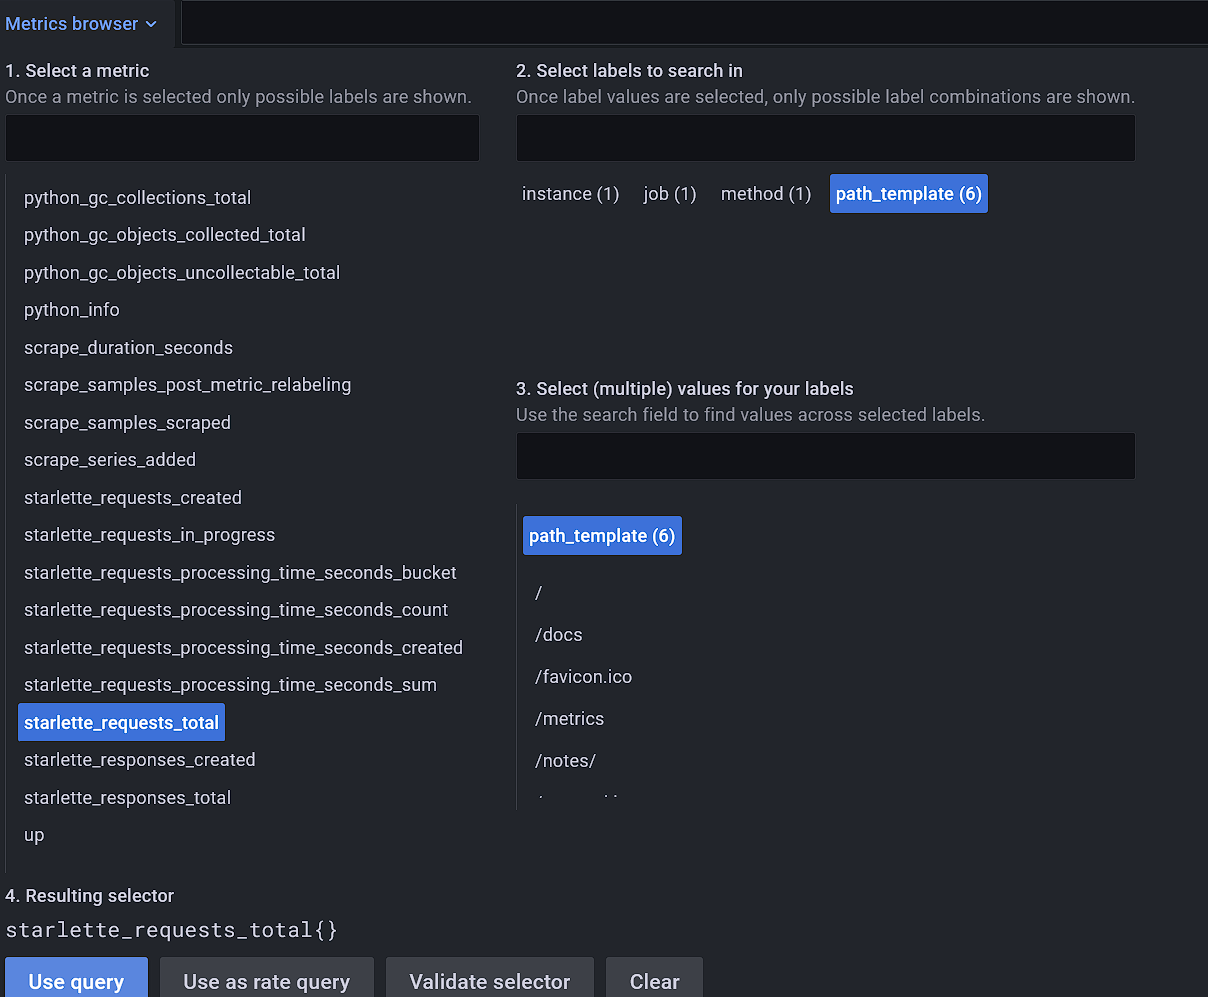 Metrics browser
1. Select a metric
Once a metric is selected only possible labels are shown.
python_gc_collections_total
python_gc_objects_collected_total
python_gc_objects_uncollectable_total
python_info
scrape_duration_seconds
scrape_samples_post_metric_relabeling
scrape_samples_scraped
scrape_series_added
starlette_requests_created
starlette_requests_in_progress
starlette_requests_processing_time_seconds_bucket
starlette_requests_processing_time_seconds_count
starlette_requests_processing_time_seconds_created
starlette_requests_processing_time_seconds_sum
starlette_requests_total
starlette_responses_created
starlette_responses_total
up
2. Select labels to search in
Once label values are selected, only possible label combinations are shown.
instance (1) job (1) method (1) path_template (6)
3. Select (multiple) values for your labels
Use the search field to find values across selected labels.
path_template (6)
/
/docs
/favicon.ico
/metrics
/notes/
4. Resulting selector
starlette_requests_total{}
Use query Use as rate query Validate selector Clear